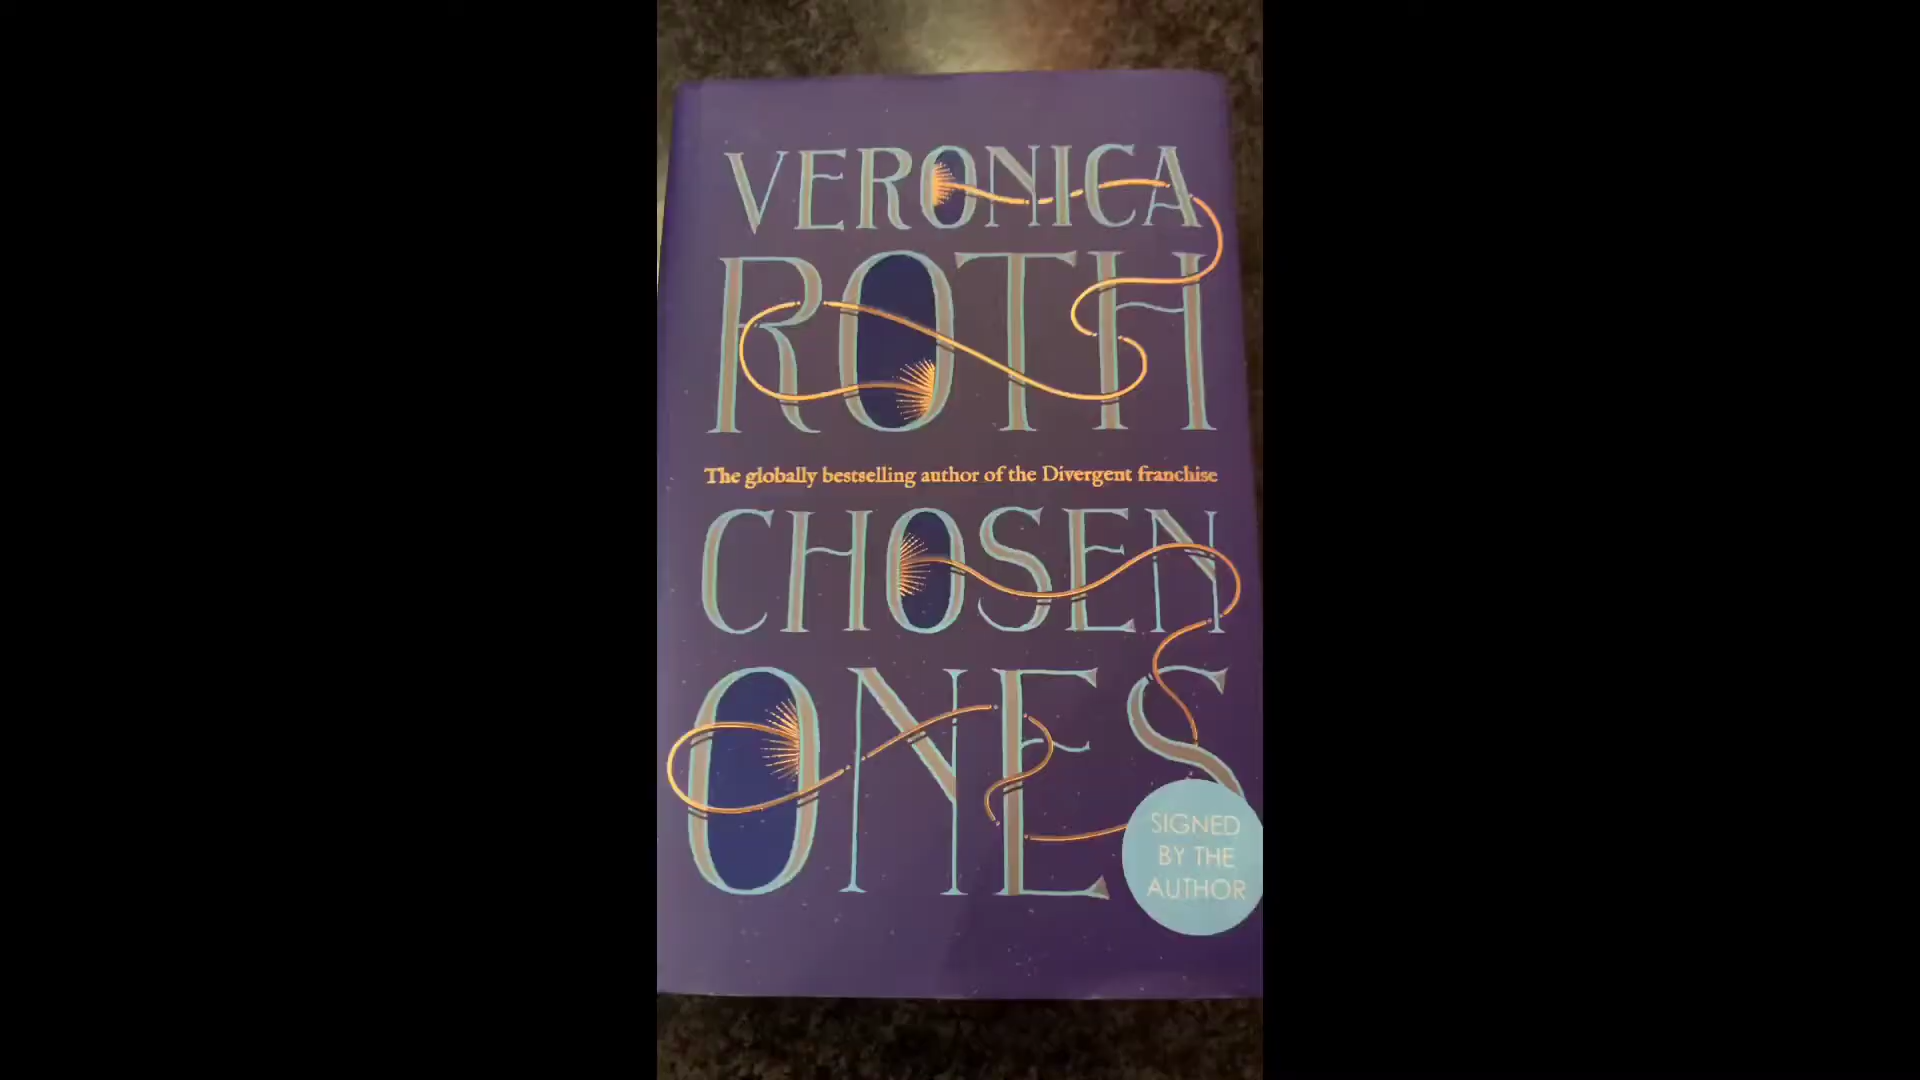 VERONICA
ROTH
The globally bestselling author of the Divergent franchise
CHOSEN
ONES
SIGNED
BY THE
AUTHOR